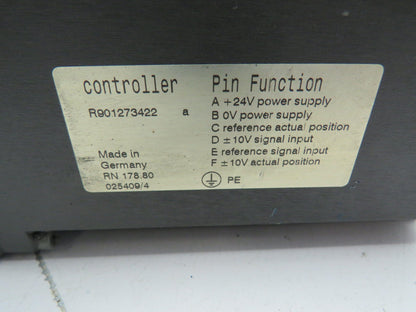 controller
R901273422 a
Made in
Germany
RN 178.80
025409/4
Pin Function
A +24V power supply
B 0V power supply
C reference actual position
D ±10V signal input
E reference signal input
F ±10V actual position
PE